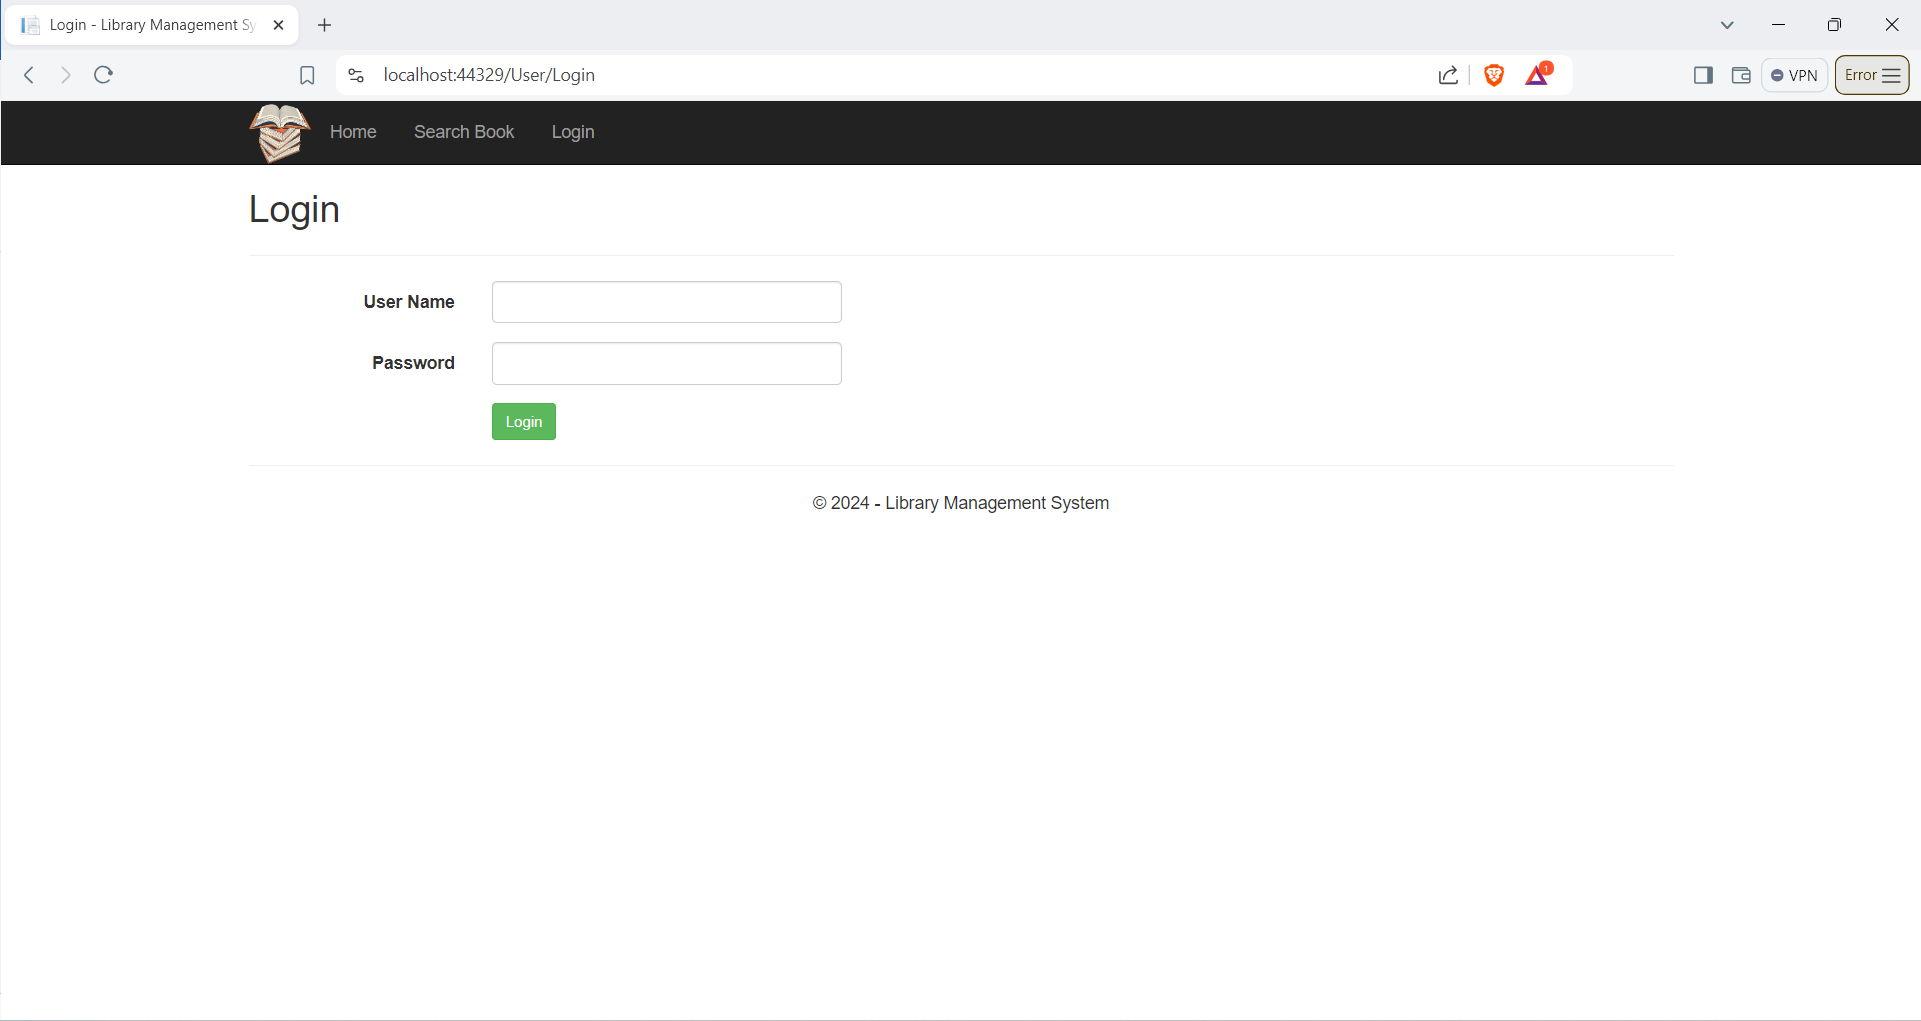 Login - Library Management Sy
localhost:44329/User/Login
1
VPN
Error
Home Search Book Login
Login
User Name
Password
Login
© 2024 - Library Management System